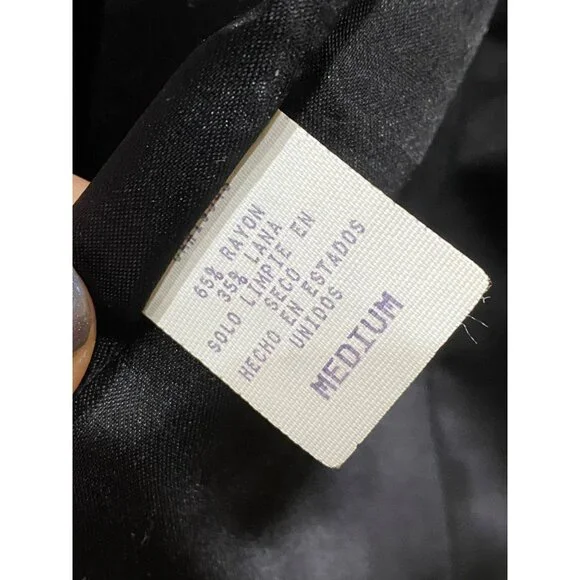 65% RAYON
35% LANA
SOLO LIMPIE EN
SECO
HECHO EN ESTADOS
UNIDOS
MEDIUM